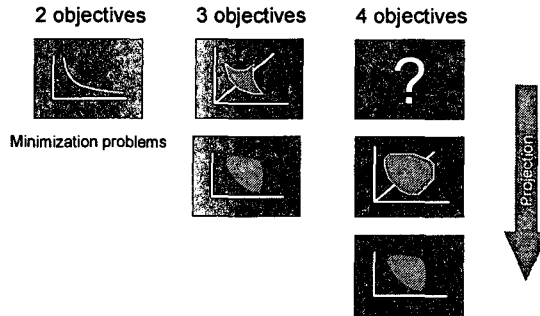 2 objectives
3 objectives
4 objectives
?
Minimization problems
Projection